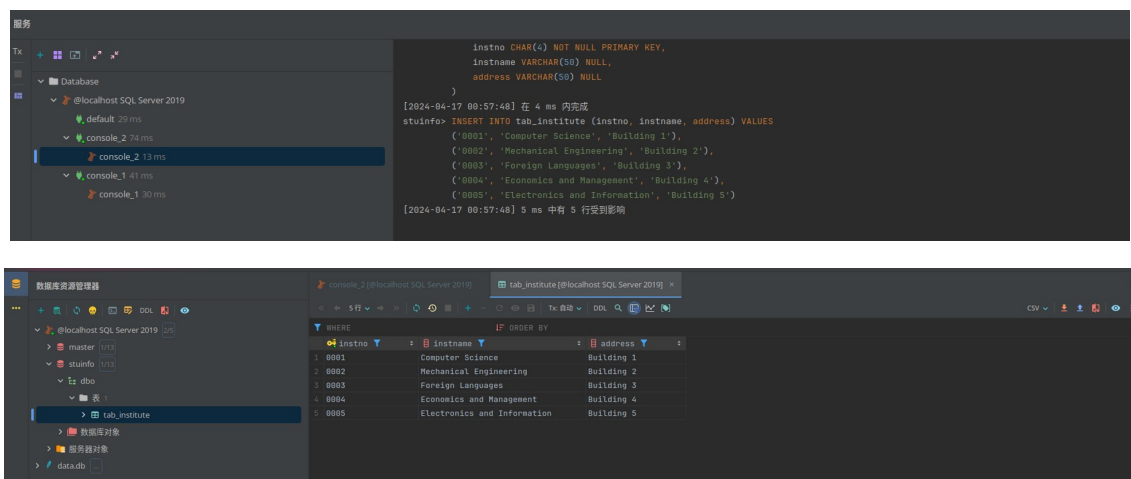 服务
Tx
Database
@localhost SQL Server 2019
default 29 ms
console_2 74 ms
console_2 13 ms
console_1 41 ms
console_1 30 ms
instno CHAR(4) NOT NULL PRIMARY KEY,
instname VARCHAR(50) NULL,
address VARCHAR(50) NULL
)
[2024-04-17 00:57:48] 在 4 ms 内完成
stuinfo> INSERT INTO tab_institute (instno, instname, address) VALUES
('0001', 'Computer Science', 'Building 1'),
('0002', 'Mechanical Engineering', 'Building 2'),
('0003', 'Foreign Languages', 'Building 3'),
('0004', 'Economics and Management', 'Building 4'),
('0005', 'Electronics and Information', 'Building 5')
[2024-04-17 00:57:48] 5 ms 中有 5 行受到影响
数据库资源管理器
DDL
@localhost SQL Server 2019 2/5
master 1/13
stuinfo 1/13
dbo
表 1
tab_institute
数据库对象
服务器对象
data.db ...
console_2 [@localhost SQL Server 2019]
tab_institute [@localhost SQL Server 2019]
5行 Tx: 自动 DDL CSV
WHERE ORDER BY
instno instname address
1 0001 Computer Science Building 1
2 0002 Mechanical Engineering Building 2
3 0003 Foreign Languages Building 3
4 0004 Economics and Management Building 4
5 0005 Electronics and Information Building 5